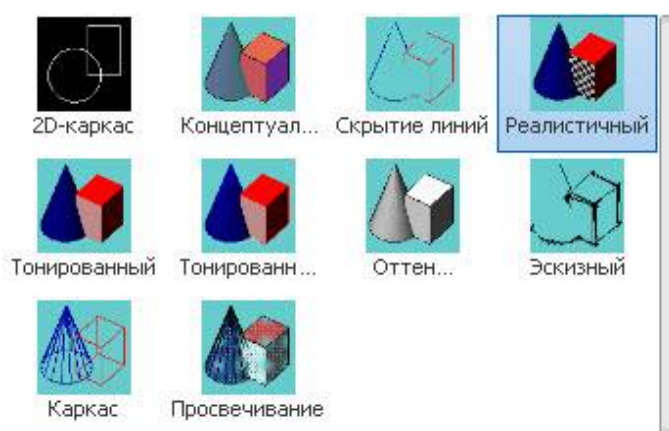 2D-каркас
Концептуал...
Скрытие линий
Реалистичный
Тонированный
Тонированн...
Оттен...
Эскизный
Каркас
Просвечивание